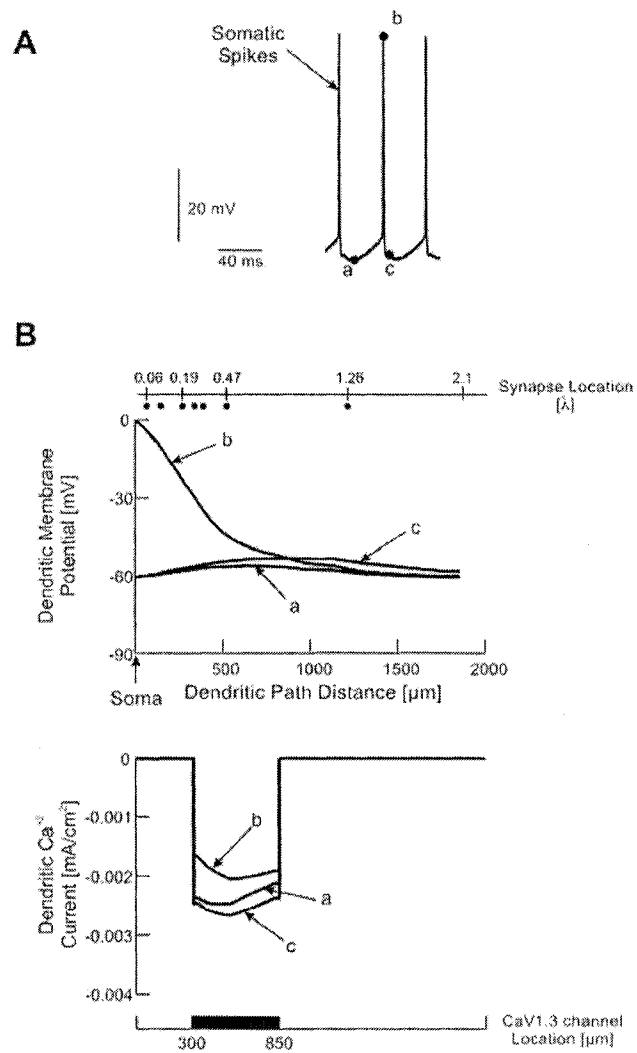 A
Somatic
Spikes
b
20 mV
40 ms
a
c
B
0.06 0.19 0.47 1.26 2.1
Synapse Location
[λ]
Dendritic Membrane
Potential [mV]
0
-30
-60
-90
b
c
a
500 1000 1500 2000
Soma
Dendritic Path Distance [μm]
Dendritic Ca+2
Current [mA/cm2]
0
-0.001
-0.002
-0.003
-0.004
b
a
c
300 850
CaV1.3 channel
Location [μm]